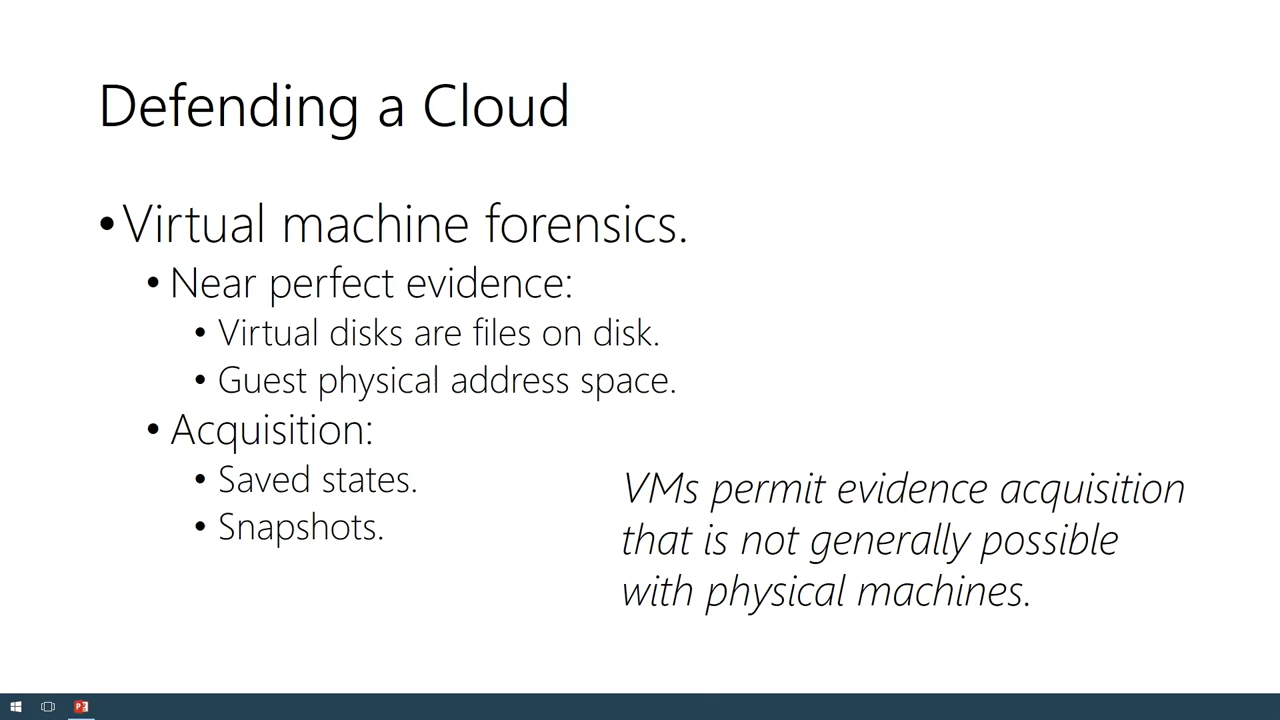 Defending a Cloud
• Virtual machine forensics.
• Near perfect evidence:
• Virtual disks are files on disk.
• Guest physical address space.
• Acquisition:
• Saved states.
• Snapshots.
VMs permit evidence acquisition
that is not generally possible
with physical machines.